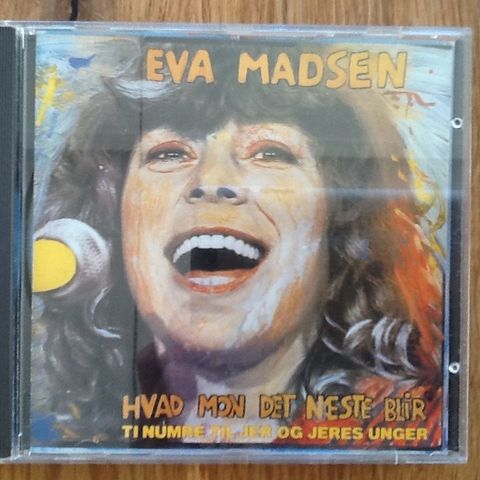 EVA MADSEN
HVAD MON DET NÆSTE BLIR
TI NUMRE TIL JER OG JERES UNGER